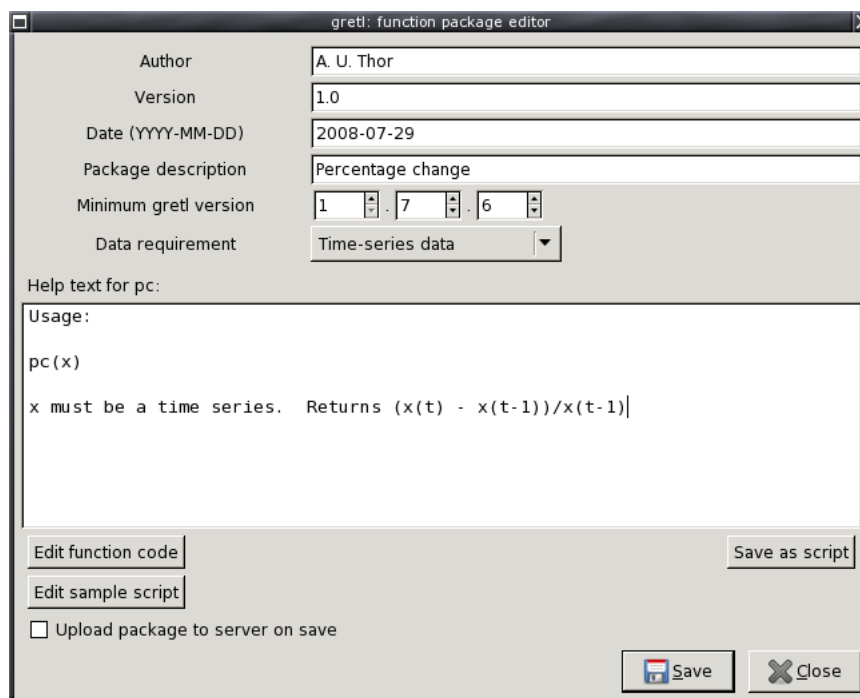 gretl: function package editor
Author A. U. Thor
Version 1.0
Date (YYYY-MM-DD) 2008-07-29
Package description Percentage change
Minimum gretl version 1 . 7 . 6
Data requirement Time-series data
Help text for pc:
Usage:
pc(x)
x must be a time series.  Returns (x(t) - x(t-1))/x(t-1)
Edit function code Save as script
Edit sample script
Upload package to server on save
Save Close